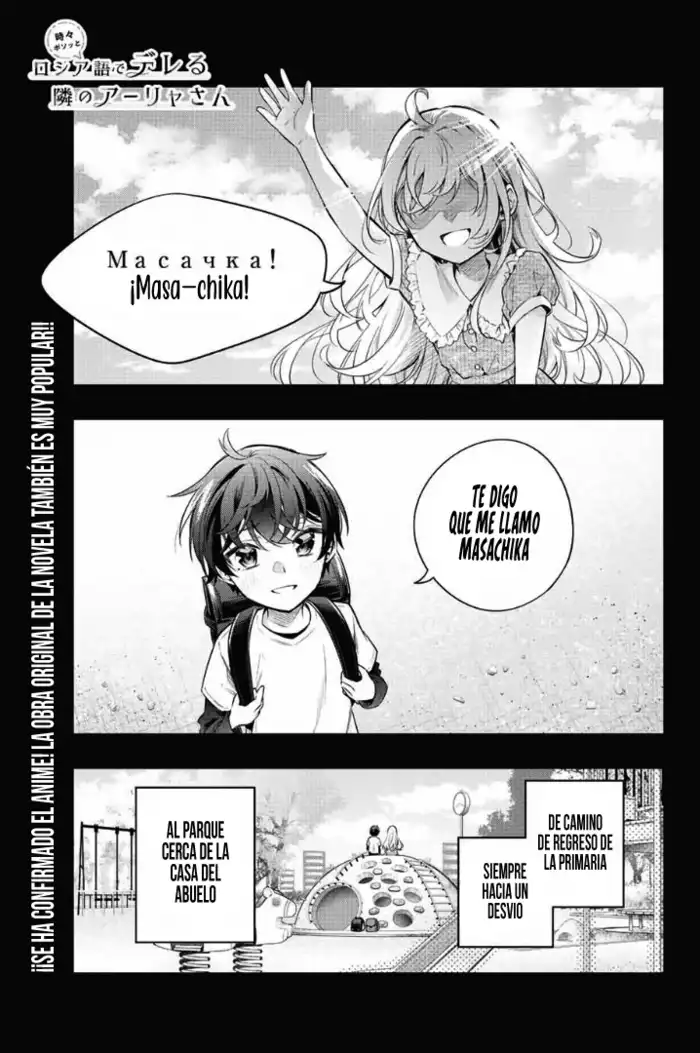 時々
ボソッと
ロシア語でデレる
隣のアーリャさん
Масачка!
¡Masa-chika!
¡¡SE HA CONFIRMADO EL ANIME! LA OBRA ORIGINAL DE LA NOVELA TAMBIÉN ES MUY POPULAR!!
TE DIGO
QUE ME LLAMO
MASACHIKA
DE CAMINO
DE REGRESO DE
LA PRIMARIA
SIEMPRE
HACIA UN
DESVIO
AL PARQUE
CERCA DE LA
CASA DEL
ABUELO